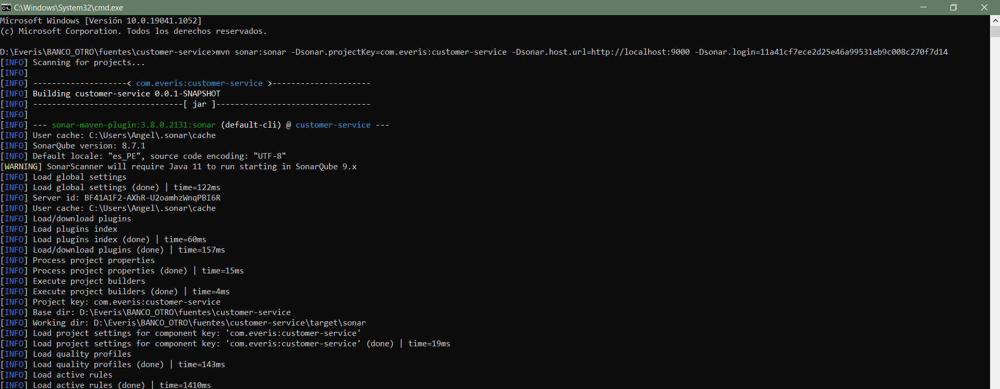 C:\Windows\System32\cmd.exe
Microsoft Windows [Versión 10.0.19041.1052]
(c) Microsoft Corporation. Todos los derechos reservados.
D:\Everis\BANCO_OTRO\fuentes\customer-service>mvn sonar:sonar -Dsonar.projectKey=com.everis:customer-service -Dsonar.host.url=http://localhost:9000 -Dsonar.login=11a41cf7ece2d25e46a99531eb9c008c270f7d14
[INFO] Scanning for projects...
[INFO]
[INFO] --------------------< com.everis:customer-service >---------------------
[INFO] Building customer-service 0.0.1-SNAPSHOT
[INFO] --------------------------------[ jar ]---------------------------------
[INFO]
[INFO] --- sonar-maven-plugin:3.8.0.2131:sonar (default-cli) @ customer-service ---
[INFO] User cache: C:\Users\Angel\.sonar\cache
[INFO] SonarQube version: 8.7.1
[INFO] Default locale: "es_PE", source code encoding: "UTF-8"
[WARNING] SonarScanner will require Java 11 to run starting in SonarQube 9.x
[INFO] Load global settings
[INFO] Load global settings (done) | time=122ms
[INFO] Server id: BF41A1F2-AXhR-U2oamhzWnqPBI6R
[INFO] User cache: C:\Users\Angel\.sonar\cache
[INFO] Load/download plugins
[INFO] Load plugins index
[INFO] Load plugins index (done) | time=60ms
[INFO] Load/download plugins (done) | time=157ms
[INFO] Process project properties
[INFO] Process project properties (done) | time=15ms
[INFO] Execute project builders
[INFO] Execute project builders (done) | time=4ms
[INFO] Project key: com.everis:customer-service
[INFO] Base dir: D:\Everis\BANCO_OTRO\fuentes\customer-service
[INFO] Working dir: D:\Everis\BANCO_OTRO\fuentes\customer-service\target\sonar
[INFO] Load project settings for component key: 'com.everis:customer-service'
[INFO] Load project settings for component key: 'com.everis:customer-service' (done) | time=19ms
[INFO] Load quality profiles
[INFO] Load quality profiles (done) | time=143ms
[INFO] Load active rules
[INFO] Load active rules (done) | time=1410ms